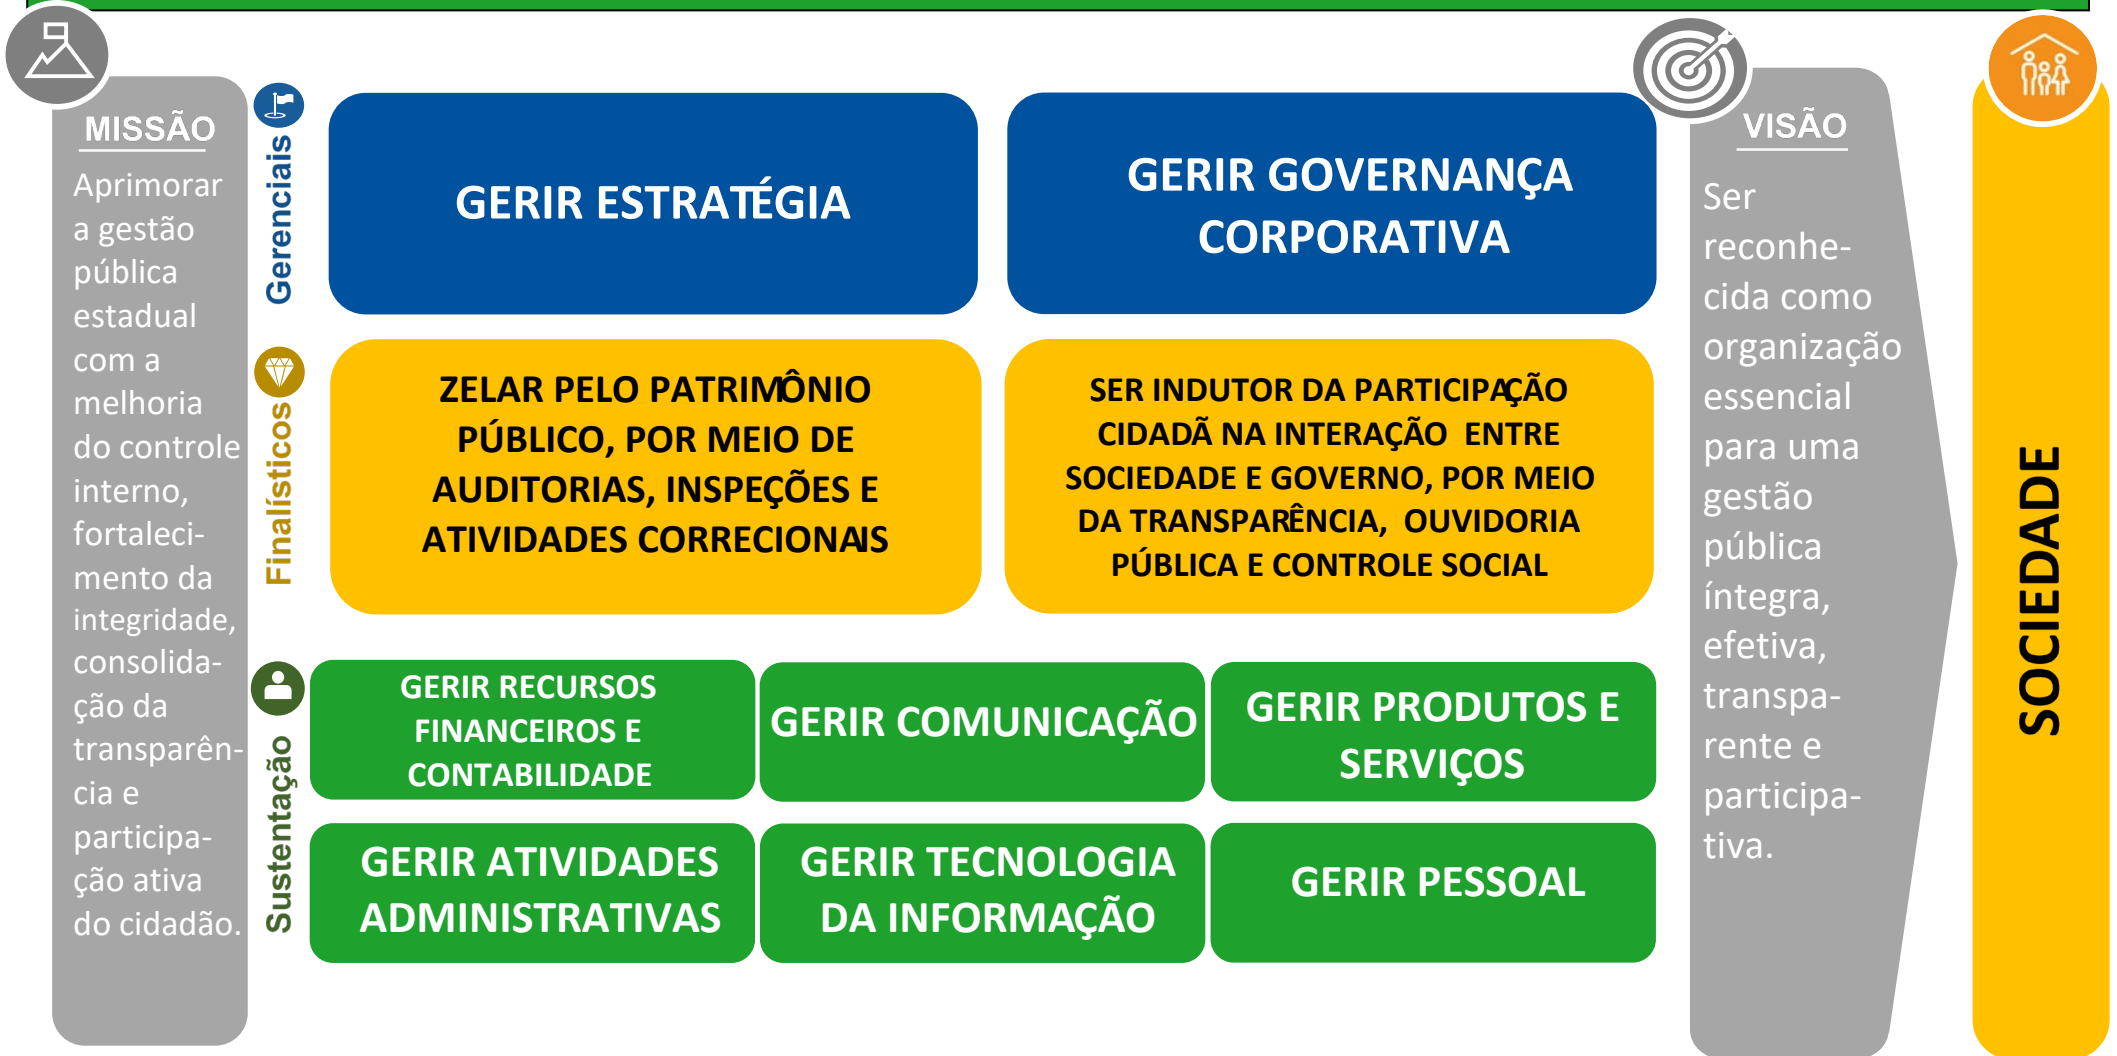 MISSÃO
Aprimorar
a gestão
pública
estadual
com a
melhoria
do controle
interno,
fortaleci-
mento da
integridade,
consolida-
ção da
transparên-
cia e
participa-
ção ativa
do cidadão.
Gerenciais
GERIR ESTRATÉGIA
GERIR GOVERNANÇA
CORPORATIVA
Finalísticos
ZELAR PELO PATRIMÔNIO
PÚBLICO, POR MEIO DE
AUDITORIAS, INSPEÇÕES E
ATIVIDADES CORRECIONAIS
SER INDUTOR DA PARTICIPAÇÃO
CIDADÃ NA INTERAÇÃO ENTRE
SOCIEDADE E GOVERNO, POR MEIO
DA TRANSPARÊNCIA, OUVIDORIA
PÚBLICA E CONTROLE SOCIAL
Sustentação
GERIR RECURSOS
FINANCEIROS E
CONTABILIDADE
GERIR COMUNICAÇÃO
GERIR PRODUTOS E
SERVIÇOS
GERIR ATIVIDADES
ADMINISTRATIVAS
GERIR TECNOLOGIA
DA INFORMAÇÃO
GERIR PESSOAL
VISÃO
Ser
reconhe-
cida como
organização
essencial
para uma
gestão
pública
íntegra,
efetiva,
transpa-
rente e
participa-
tiva.
SOCIEDADE